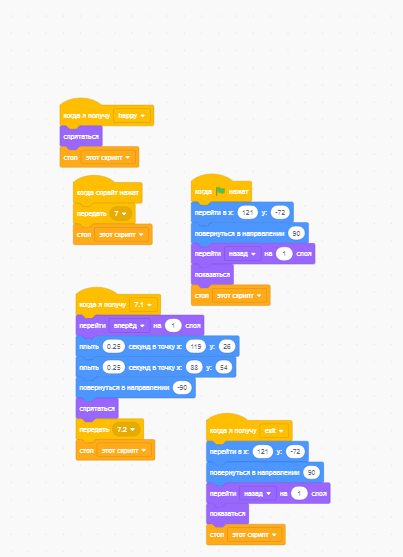 когда я получу happy
спрятаться
стоп этот скрипт
когда спрайт нажат
передать 7
стоп этот скрипт
когда нажат
перейти в x: 121 y: -72
повернуться в направлении 90
перейти назад на 1 слой
показаться
стоп этот скрипт
когда я получу 7.1
перейти вперёд на 1 слой
плыть 0.25 секунд в точку x: 119 y: 26
плыть 0.25 секунд в точку x: 88 y: 54
повернуться в направлении -90
спрятаться
передать 7.2
стоп этот скрипт
когда я получу exit
перейти в x: 121 y: -72
повернуться в направлении 90
перейти назад на 1 слой
показаться
стоп этот скрипт